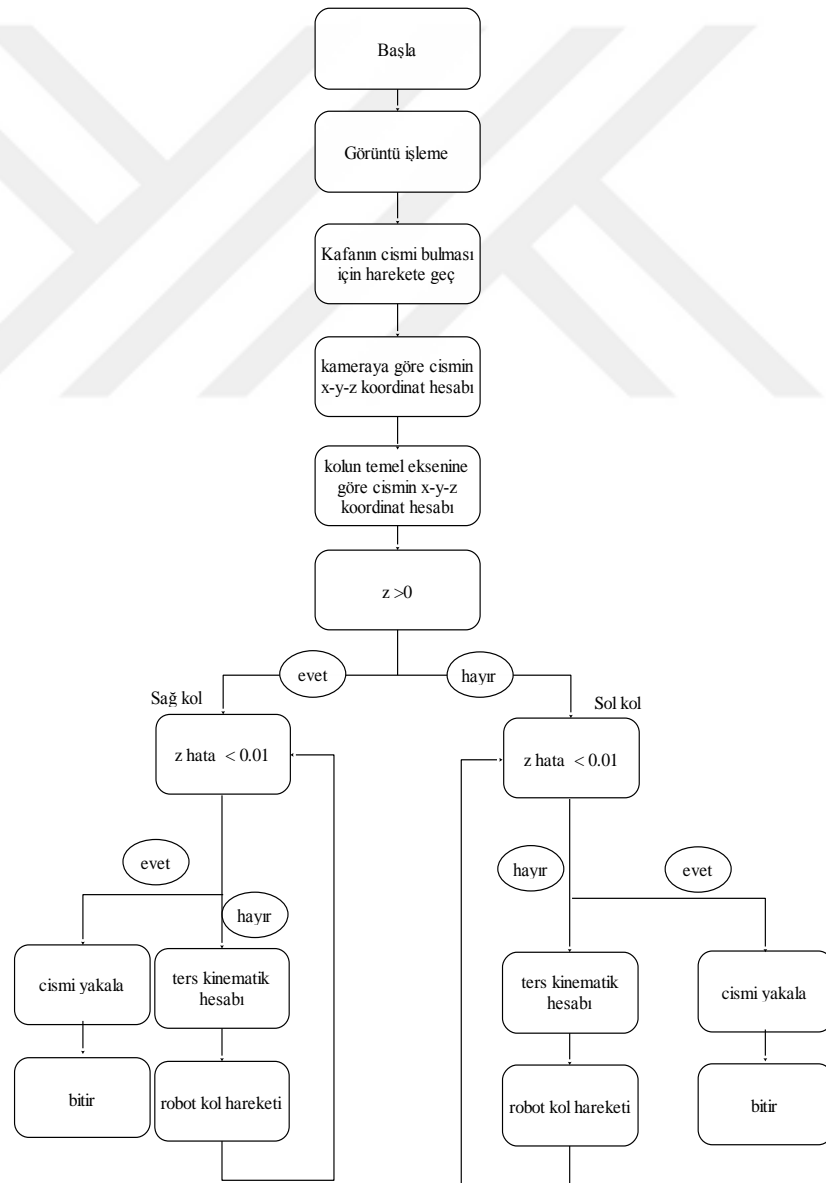 Başla
Görüntü işleme
Kafanın cismi bulması
için harekete geç
kameraya göre cismin
x-y-z koordinat hesabı
kolun temel eksenine
göre cismin x-y-z
koordinat hesabı
z >0
evet
hayır
Sağ kol
Sol kol
z hata < 0.01
z hata < 0.01
evet
hayır
hayır
evet
cismi yakala
ters kinematik
hesabı
ters kinematik
hesabı
cismi yakala
bitir
robot kol hareketi
robot kol hareketi
bitir